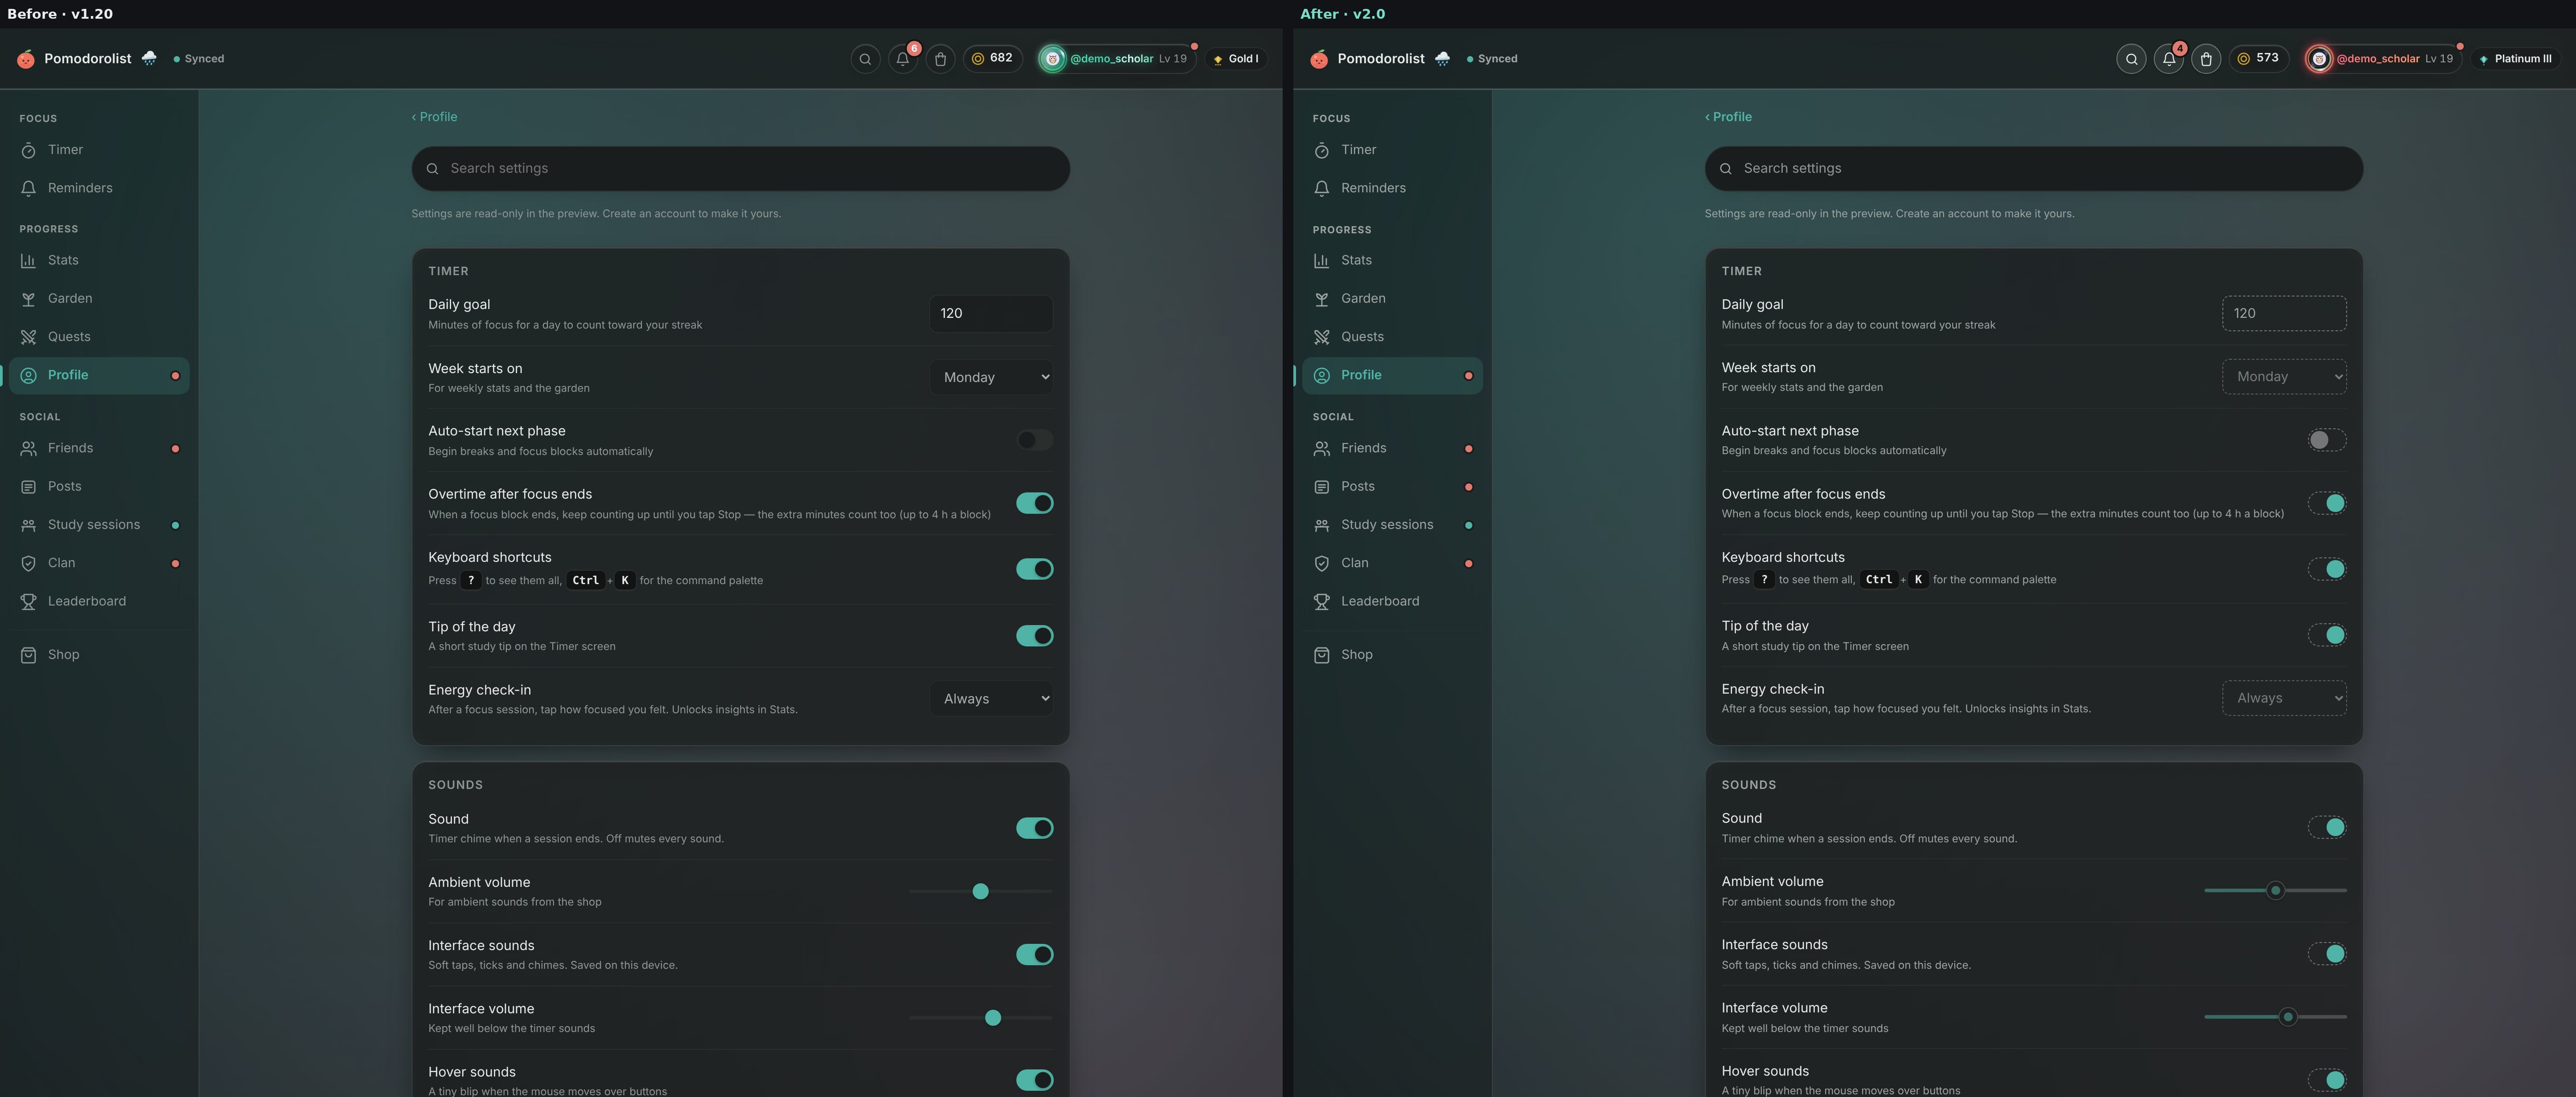 Before · v1.20
Pomodorolist
Synced
6
682
@demo_scholar Lv 19
Gold I
FOCUS
Timer
Reminders
PROGRESS
Stats
Garden
Quests
Profile
SOCIAL
Friends
Posts
Study sessions
Clan
Leaderboard
Shop
‹ Profile
Search settings
Settings are read-only in the preview. Create an account to make it yours.
TIMER
Daily goal
Minutes of focus for a day to count toward your streak
120
Week starts on
For weekly stats and the garden
Monday
Auto-start next phase
Begin breaks and focus blocks automatically
Overtime after focus ends
When a focus block ends, keep counting up until you tap Stop — the extra minutes count too (up to 4 h a block)
Keyboard shortcuts
Press ? to see them all, Ctrl + K for the command palette
Tip of the day
A short study tip on the Timer screen
Energy check-in
After a focus session, tap how focused you felt. Unlocks insights in Stats.
Always
SOUNDS
Sound
Timer chime when a session ends. Off mutes every sound.
Ambient volume
For ambient sounds from the shop
Interface sounds
Soft taps, ticks and chimes. Saved on this device.
Interface volume
Kept well below the timer sounds
Hover sounds
A tiny blip when the mouse moves over buttons
After · v2.0
Pomodorolist
Synced
4
573
@demo_scholar Lv 19
Platinum III
FOCUS
Timer
Reminders
PROGRESS
Stats
Garden
Quests
Profile
SOCIAL
Friends
Posts
Study sessions
Clan
Leaderboard
Shop
‹ Profile
Search settings
Settings are read-only in the preview. Create an account to make it yours.
TIMER
Daily goal
Minutes of focus for a day to count toward your streak
120
Week starts on
For weekly stats and the garden
Monday
Auto-start next phase
Begin breaks and focus blocks automatically
Overtime after focus ends
When a focus block ends, keep counting up until you tap Stop — the extra minutes count too (up to 4 h a block)
Keyboard shortcuts
Press ? to see them all, Ctrl + K for the command palette
Tip of the day
A short study tip on the Timer screen
Energy check-in
After a focus session, tap how focused you felt. Unlocks insights in Stats.
Always
SOUNDS
Sound
Timer chime when a session ends. Off mutes every sound.
Ambient volume
For ambient sounds from the shop
Interface sounds
Soft taps, ticks and chimes. Saved on this device.
Interface volume
Kept well below the timer sounds
Hover sounds
A tiny blip when the mouse moves over buttons